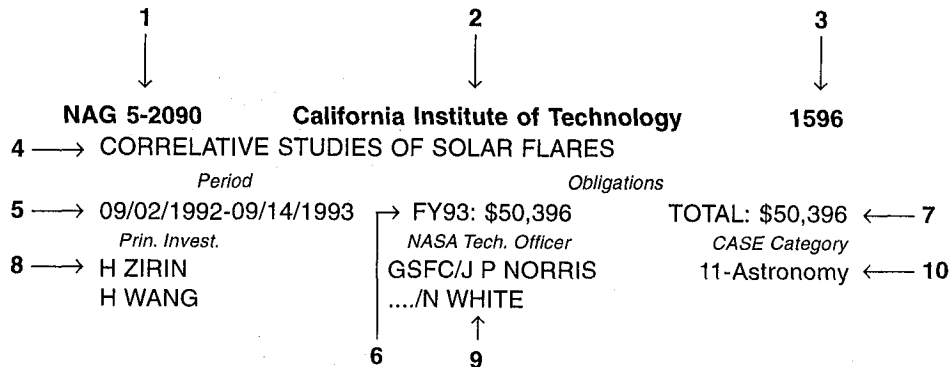 1 2 3
NAG 5-2090 California Institute of Technology 1596
4 CORRELATIVE STUDIES OF SOLAR FLARES
Period Obligations
5 09/02/1992-09/14/1993 FY93: $50,396 TOTAL: $50,396 7
Prin. Invest. NASA Tech. Officer CASE Category
8 H ZIRIN GSFC/J P NORRIS 11-Astronomy 10
H WANG ..../N WHITE
6 9